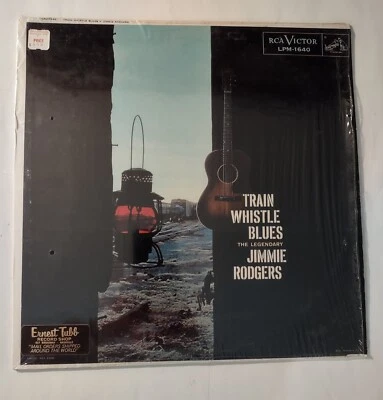 RCA VICTOR
LPM-1640
TRAIN
WHISTLE
BLUES
THE LEGENDARY
JIMMIE
RODGERS
Ernest Tubb
RECORD SHOP
"MAIL ORDERS SHIPPED
AROUND THE WORLD"